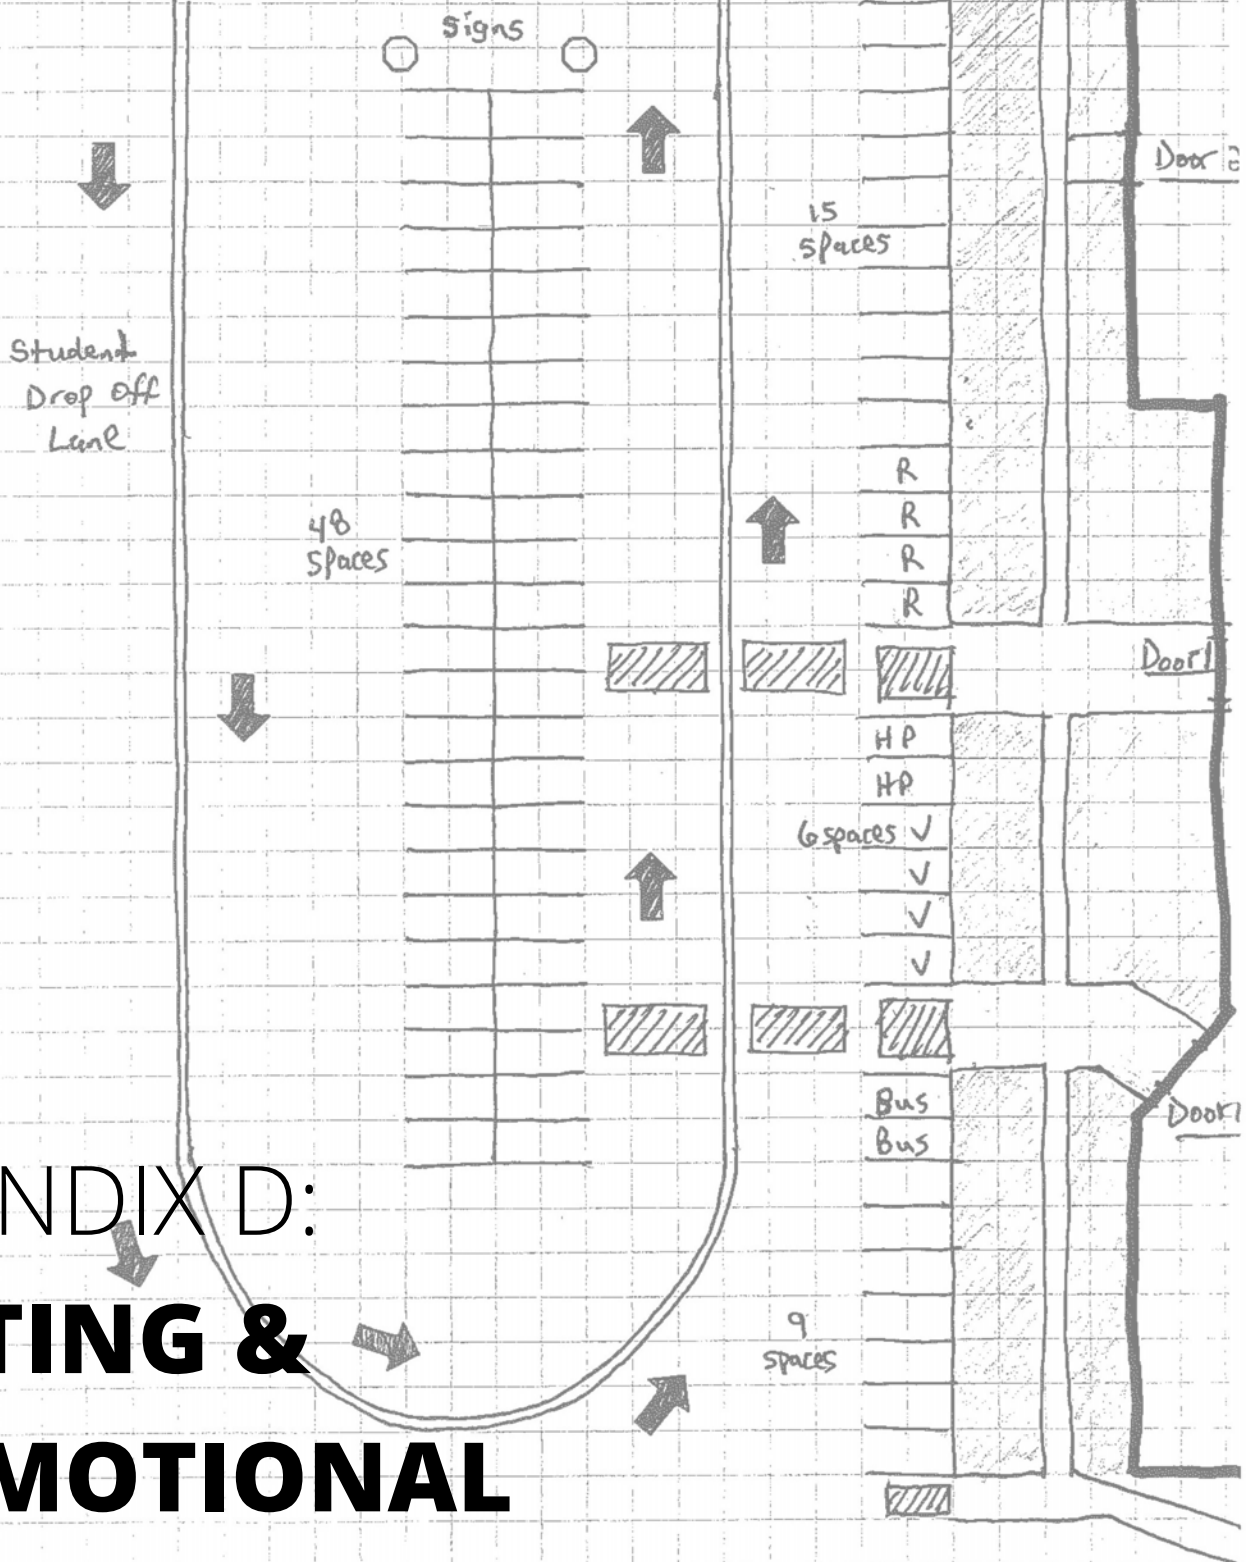 Signs
Door
15
Spaces
Student
Drop Off
Lane
R
48
Spaces
R
R
R
Door 1
HP
HP
6 spaces V
V
V
V
Bus
Door
Bus
NDIX D:
TING &
9
spaces
MOTIONAL